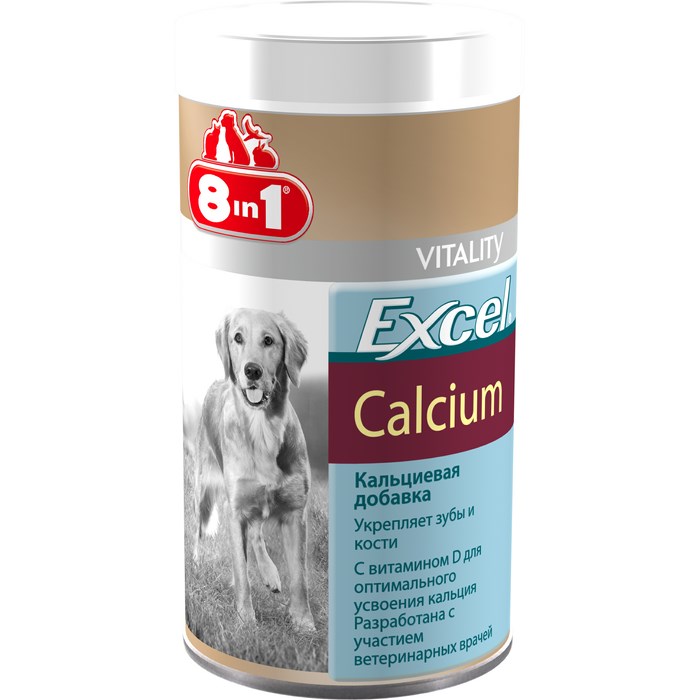 8in1®
VITALITY
Excel®
Calcium
Кальциевая
добавка
Укрепляет зубы и
кости
С витамином D для
оптимального
усвоения кальция
Разработана с
участием
ветеринарных врачей